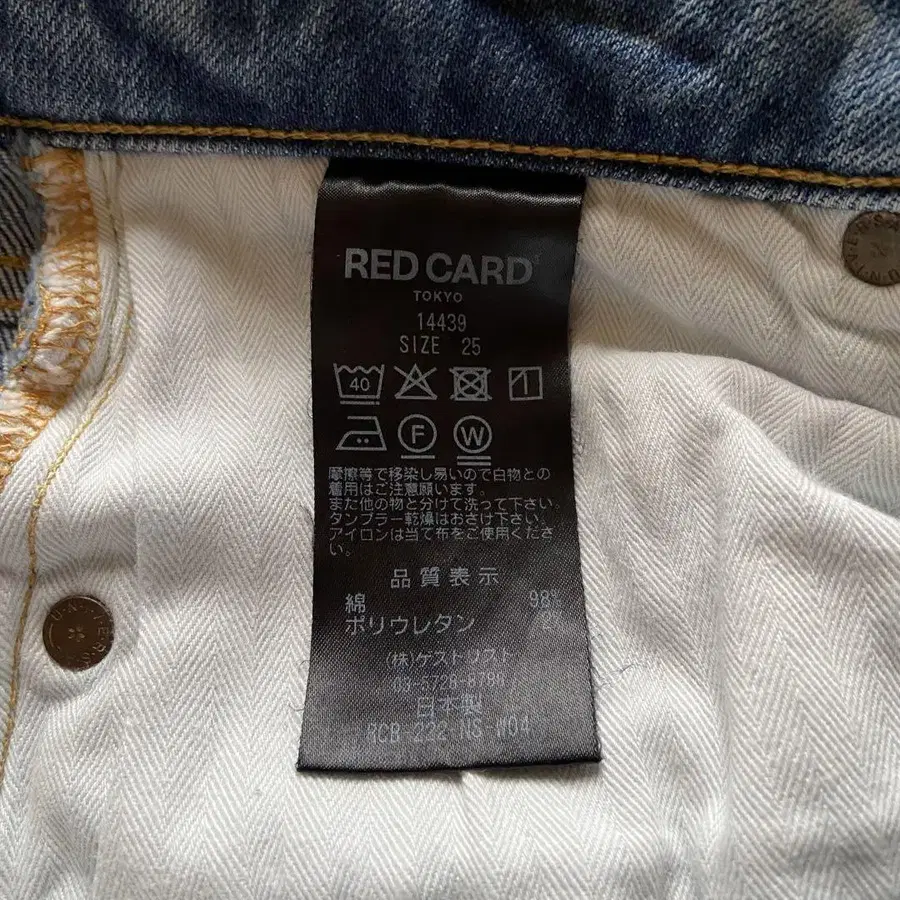 RED CARD
TOKYO
14439
SIZE 25
40
F W
摩擦等で移染し易いので白物との
着用はご注意願います。
また他の物と分けて洗って下さい。
タンブラー乾燥はおさけ下さい。
アイロンは当て布をご使用くださ
い。
品質表示
綿 98%
ポリウレタン 2%
(株)ゲストリスト
日本製
RCB 222 NS W04